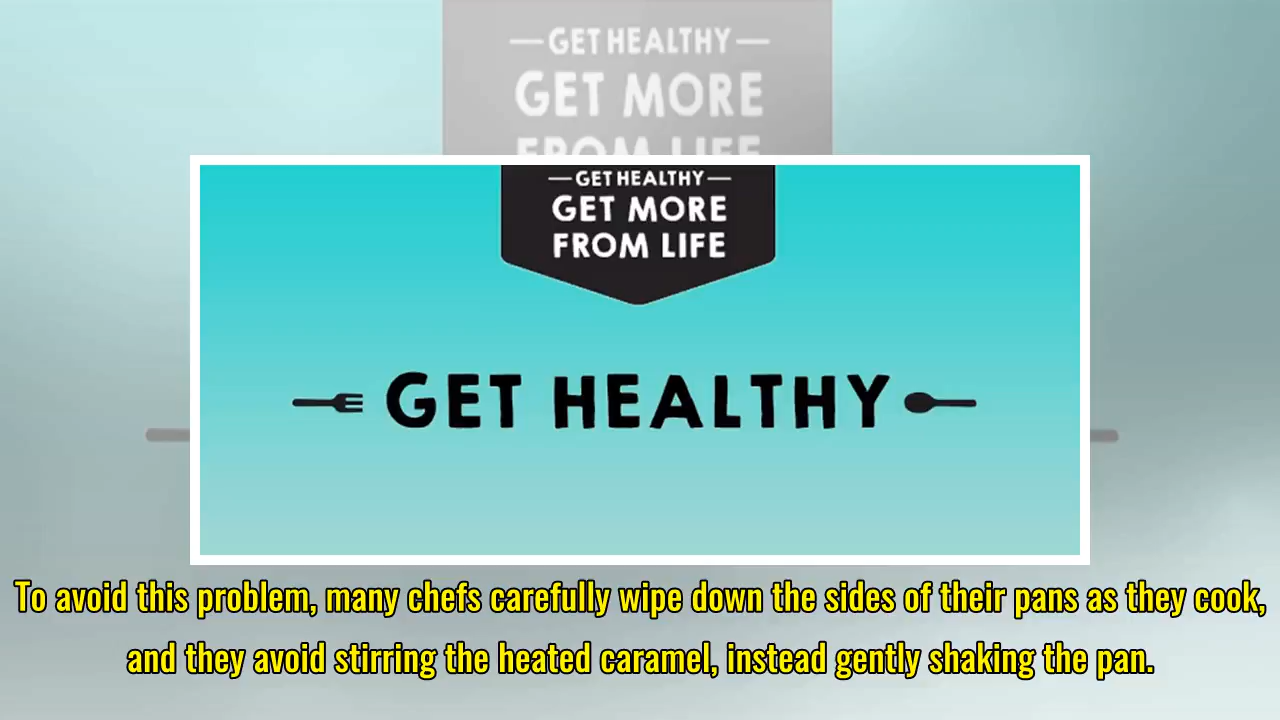 GET HEALTHY
GET MORE
FROM LIFE
GET HEALTHY
GET MORE
FROM LIFE
GET HEALTHY
To avoid this problem, many chefs carefully wipe down the sides of their pans as they cook,
and they avoid stirring the heated caramel, instead gently shaking the pan.